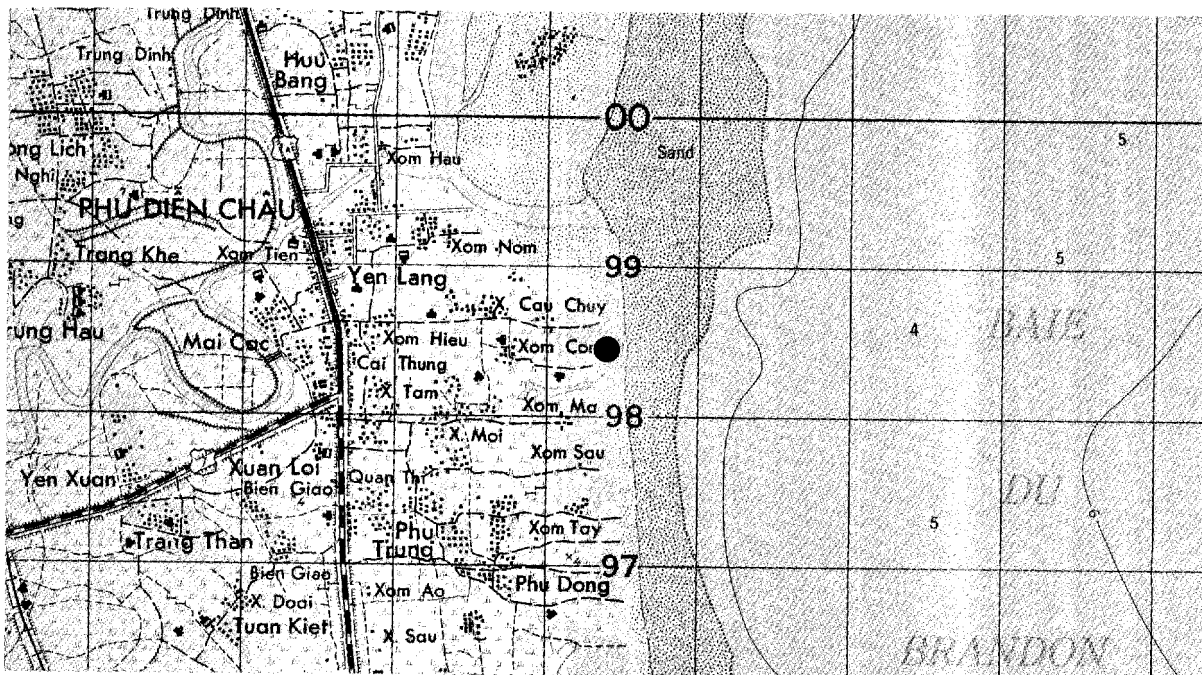 Trung Dinh
Trung Dinh
Huu
Bang
00
5
ong Lich
Nghi
Xom Hau
Sand
PHU DIEN CHÂU
ng
Trang Khe
Xom Tien
Xom Nom
99
5
Yen Lang
X. Cau Chuy
rung Hau
Mai Cac
Xom Hieu
Xom Con
4
BAIE
Cai Thung
X. Tam
Xom Ma
98
X. Moi
Xom Sau
Yen Xuan
Xuan Loi
Bien Giao
Quan Thi
DU
5
Trang Than
Phu
Trung
Xom Tay
97
Bien Giao
Xom Ao
Phu Dong
X. Doai
Tuan Kiet
X. Sau
BRANDON